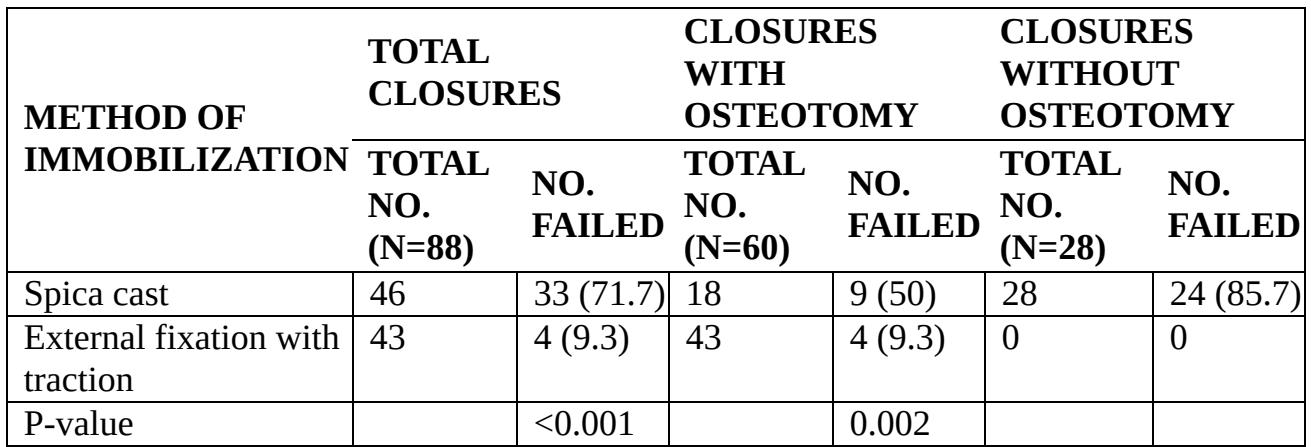 METHOD OF
IMMOBILIZATION
TOTAL
CLOSURES
CLOSURES
WITH
OSTEOTOMY
CLOSURES
WITHOUT
OSTEOTOMY
TOTAL
NO.
(N=88)
NO.
FAILED
TOTAL
NO.
(N=60)
NO.
FAILED
TOTAL
NO.
(N=28)
NO.
FAILED
Spica cast 46 33 (71.7) 18 9 (50) 28 24 (85.7)
External fixation with 43 4 (9.3) 43 4 (9.3) 0 0
traction
P-value <0.001 0.002